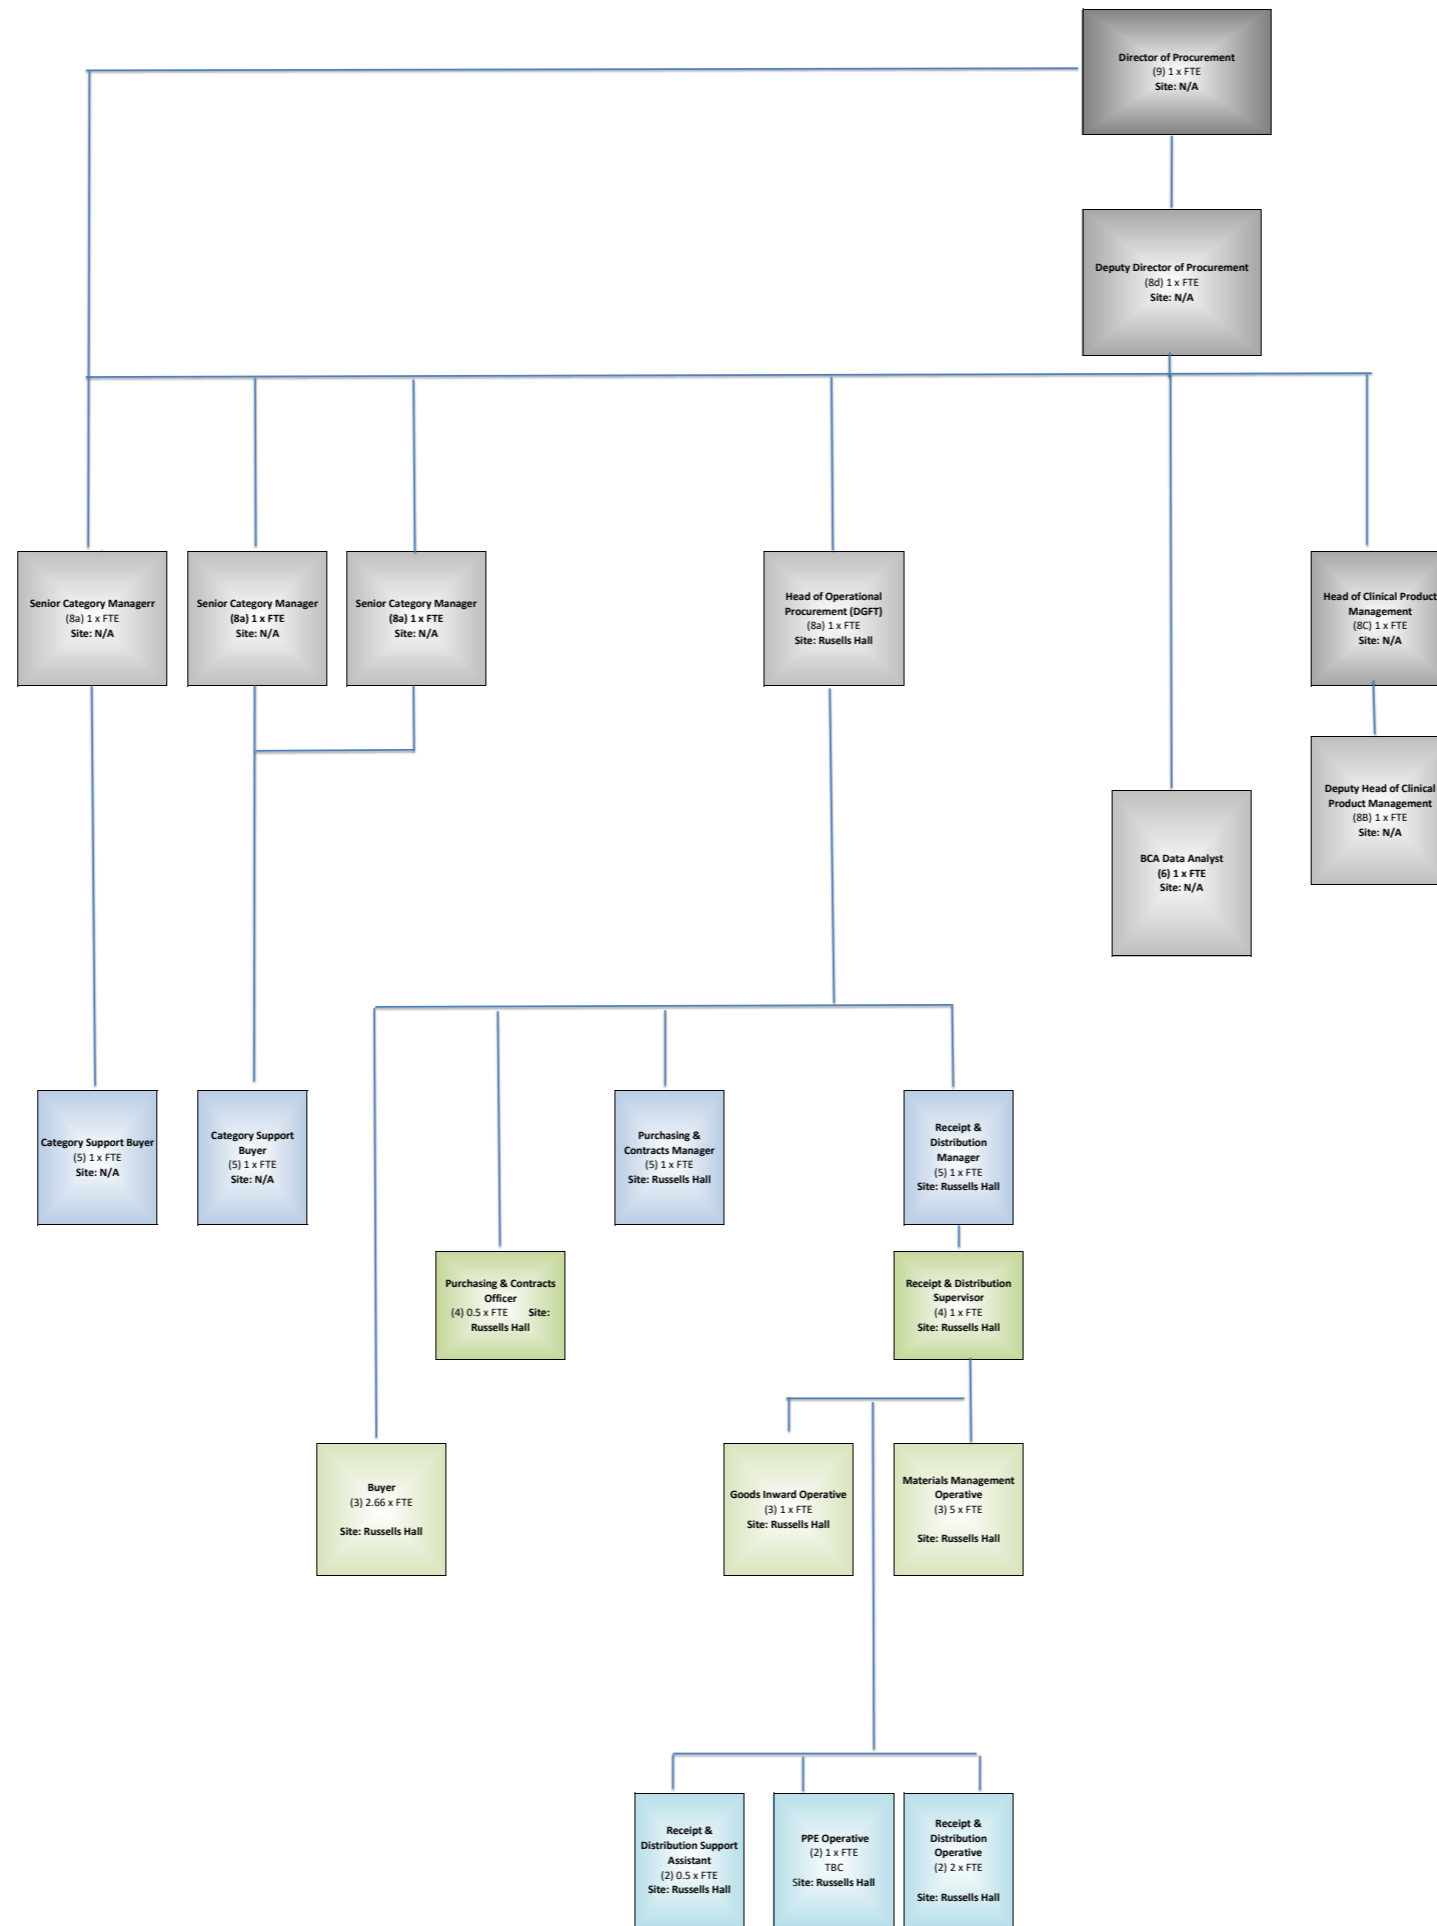 Director of Procurement
(9) 1 x FTE
Site: N/A
Deputy Director of Procurement
(8d) 1 x FTE
Site: N/A
Senior Category Managerr
(8a) 1 x FTE
Site: N/A
Senior Category Manager
(8a) 1 x FTE
Site: N/A
Senior Category Manager
(8a) 1 x FTE
Site: N/A
Head of Operational
Procurement (DGFT)
(8a) 1 x FTE
Site: Rusells Hall
Head of Clinical Product
Management
(8C) 1 x FTE
Site: N/A
Deputy Head of Clinical
Product Management
(8B) 1 x FTE
Site: N/A
BCA Data Analyst
(6) 1 x FTE
Site: N/A
Category Support Buyer
(5) 1 x FTE
Site: N/A
Category Support
Buyer
(5) 1 x FTE
Site: N/A
Purchasing &
Contracts Manager
(5) 1 x FTE
Site: Russells Hall
Receipt &
Distribution
Manager
(5) 1 x FTE
Site: Russells Hall
Purchasing & Contracts
Officer
(4) 0.5 x FTE Site:
Russells Hall
Receipt & Distribution
Supervisor
(4) 1 x FTE
Site: Russells Hall
Buyer
(3) 2.66 x FTE
Site: Russells Hall
Goods Inward Operative
(3) 1 x FTE
Site: Russells Hall
Materials Management
Operative
(3) 5 x FTE
Site: Russells Hall
Receipt &
Distribution Support
Assistant
(2) 0.5 x FTE
Site: Russells Hall
PPE Operative
(2) 1 x FTE
TBC
Site: Russells Hall
Receipt &
Distribution
Operative
(2) 2 x FTE
Site: Russells Hall